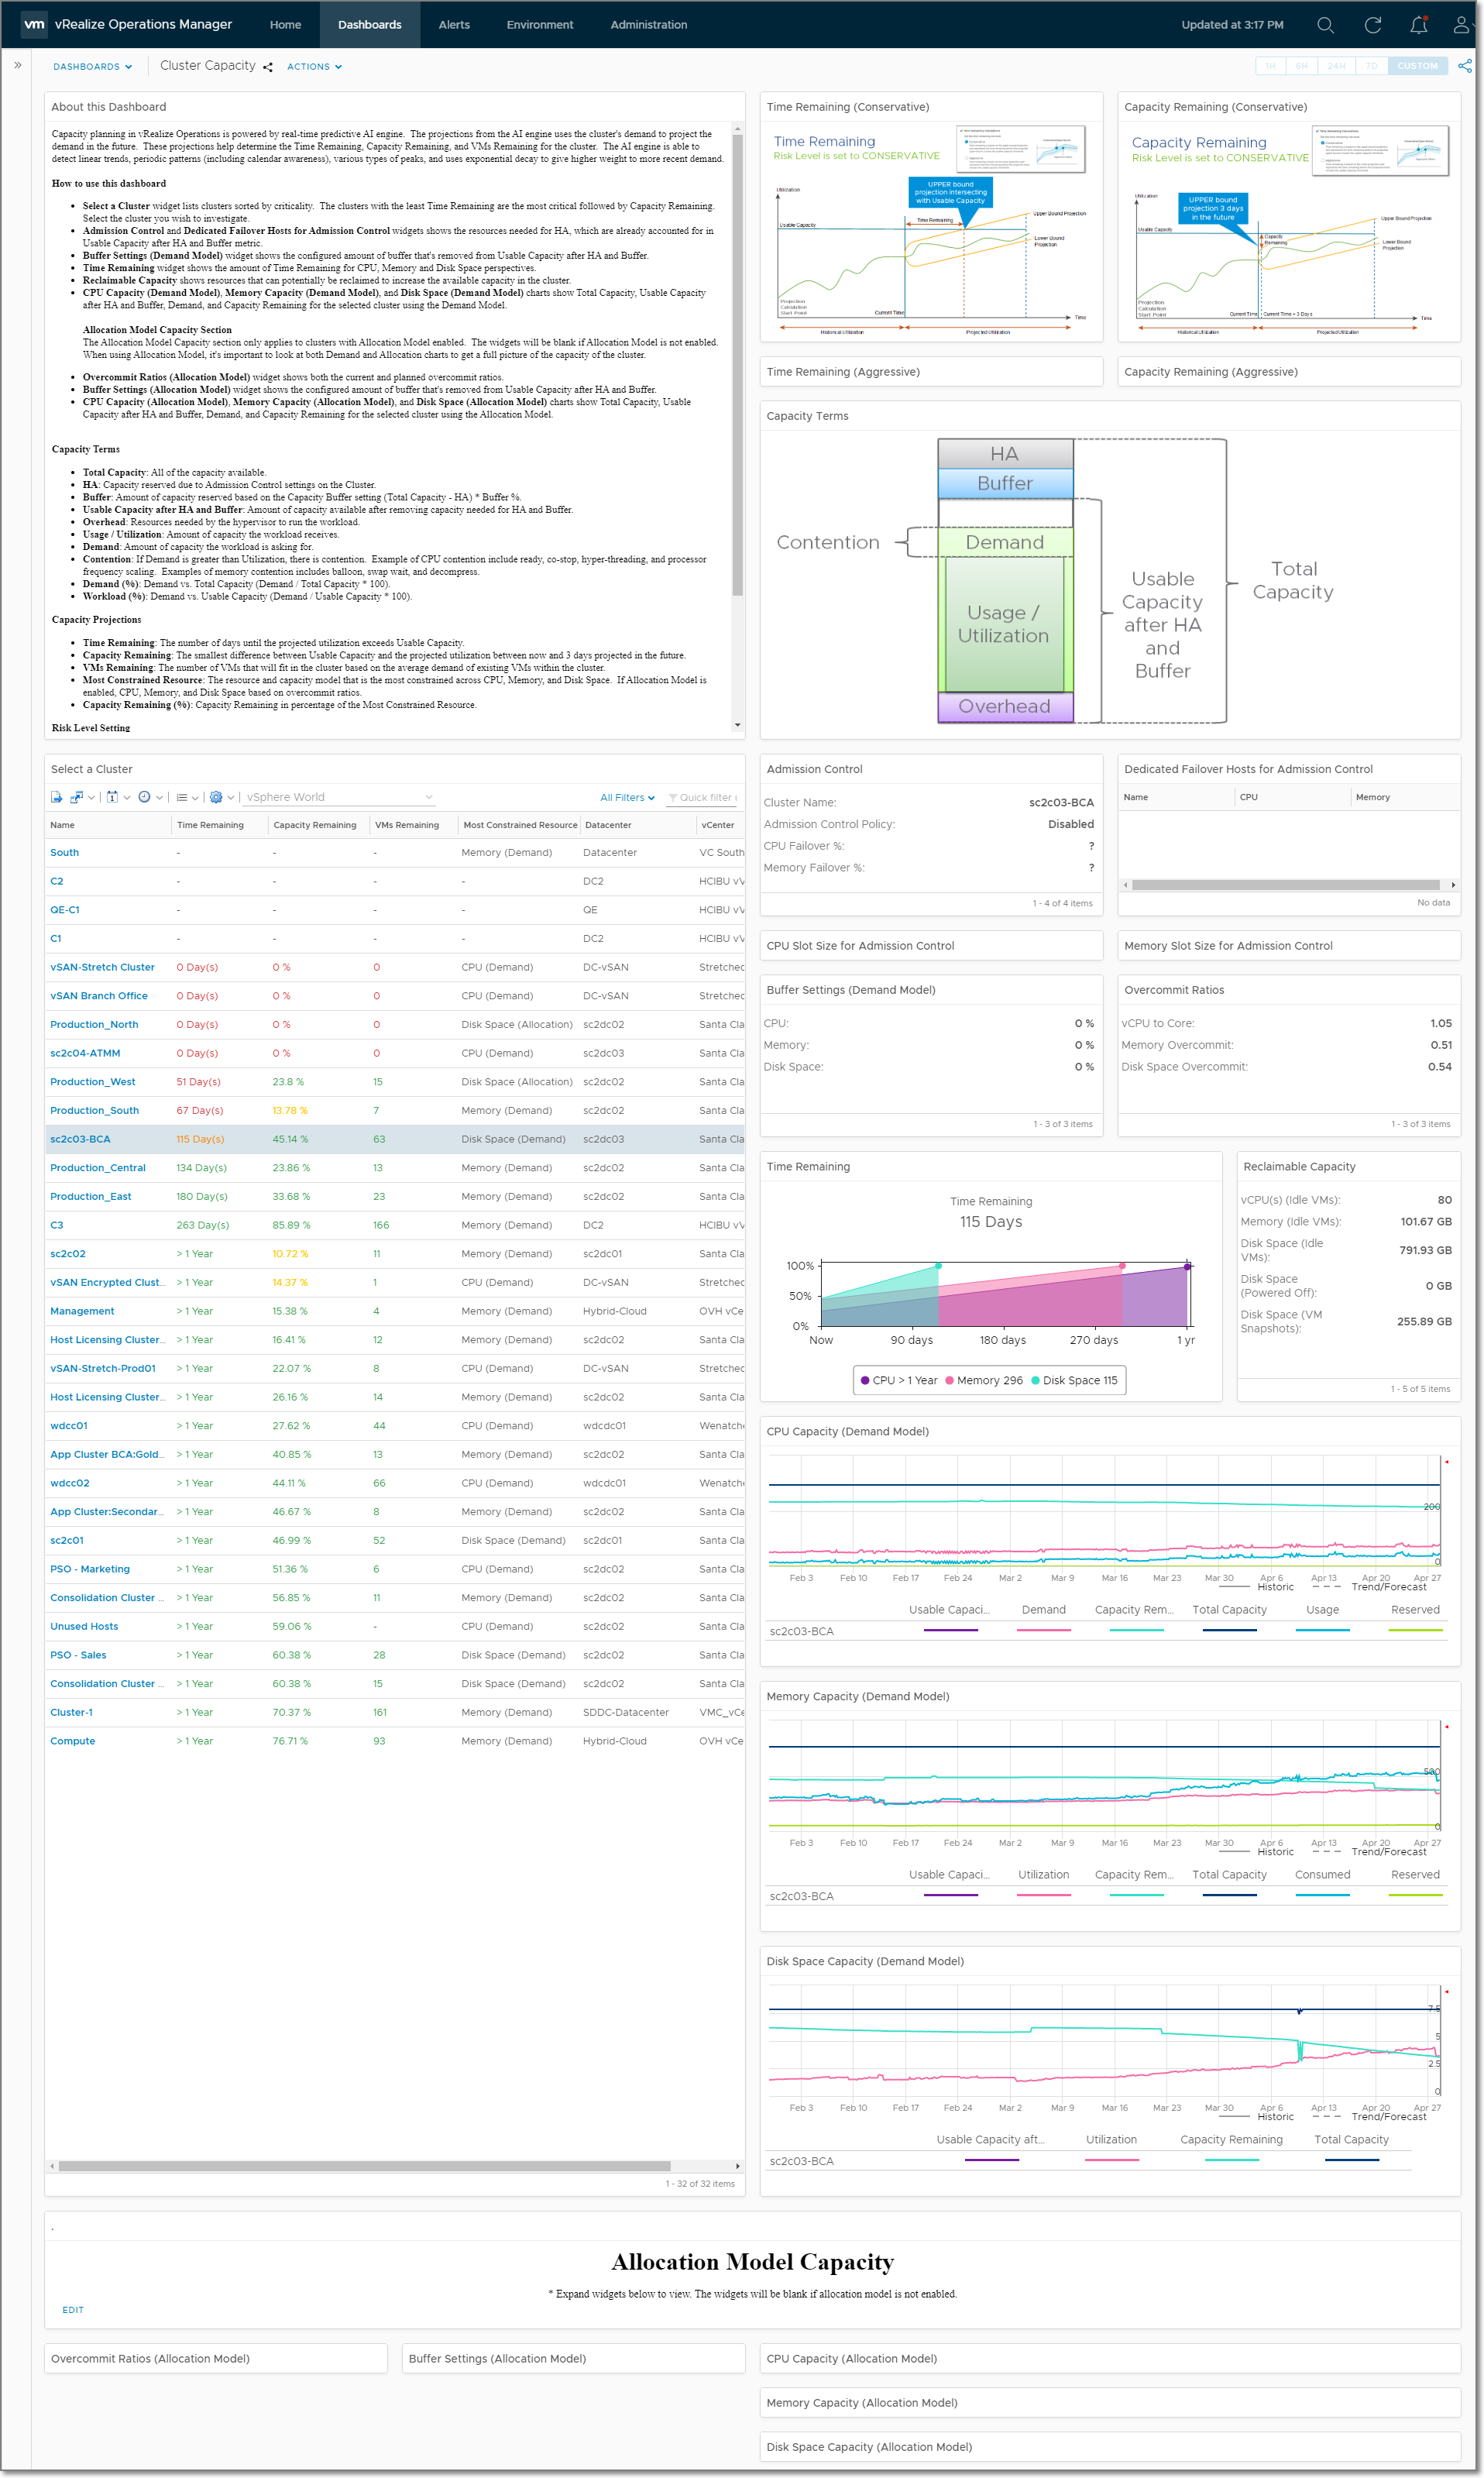 vm vRealize Operations Manager Home Dashboards Alerts Environment Administration Updated at 3:17 PM
DASHBOARDS Cluster Capacity ACTIONS 1H 6H 24H 7D CUSTOM
About this Dashboard
Capacity planning in vRealize Operations is powered by real-time predictive AI engine. The projections from the AI engine uses the cluster's demand to project the
demand in the future. These projections help determine the Time Remaining, Capacity Remaining, and VMs Remaining for the cluster. The AI engine is able to
detect linear trends, periodic patterns (including calendar awareness), various types of peaks, and uses exponential decay to give higher weight to more recent demand.
How to use this dashboard
• Select a Cluster widget lists clusters sorted by criticality. The clusters with the least Time Remaining are the most critical followed by Capacity Remaining.
Select the cluster you wish to investigate.
• Admission Control and Dedicated Failover Hosts for Admission Control widgets shows the resources needed for HA, which are already accounted for in
Usable Capacity after HA and Buffer metric.
• Buffer Settings (Demand Model) widget shows the configured amount of buffer that's removed from Usable Capacity after HA and Buffer.
• Time Remaining widget shows the amount of Time Remaining for CPU, Memory and Disk Space perspectives.
• Reclaimable Capacity shows resources that can potentially be reclaimed to increase the available capacity in the cluster.
• CPU Capacity (Demand Model), Memory Capacity (Demand Model), and Disk Space (Demand Model) charts show Total Capacity, Usable Capacity
after HA and Buffer, Demand, and Capacity Remaining for the selected cluster using the Demand Model.
Allocation Model Capacity Section
The Allocation Model Capacity section only applies to clusters with Allocation Model enabled. The widgets will be blank if Allocation Model is not enabled.
When using Allocation Model, it's important to look at both Demand and Allocation charts to get a full picture of the capacity of the cluster.
• Overcommit Ratios (Allocation Model) widget shows both the current and planned overcommit ratios.
• Buffer Settings (Allocation Model) widget shows the configured amount of buffer that's removed from Usable Capacity after HA and Buffer.
• CPU Capacity (Allocation Model), Memory Capacity (Allocation Model), and Disk Space (Allocation Model) charts show Total Capacity, Usable
Capacity after HA and Buffer, Demand, and Capacity Remaining for the selected cluster using the Allocation Model.
Capacity Terms
• Total Capacity: All of the capacity available.
• HA: Capacity reserved due to Admission Control settings on the Cluster.
• Buffer: Amount of capacity reserved based on the Capacity Buffer setting (Total Capacity - HA) * Buffer %.
• Usable Capacity after HA and Buffer: Amount of capacity available after removing capacity needed for HA and Buffer.
• Overhead: Resources needed by the hypervisor to run the workload.
• Usage / Utilization: Amount of capacity the workload receives.
• Demand: Amount of capacity the workload is asking for.
• Contention: If Demand is greater than Utilization, there is contention. Example of CPU contention include ready, co-stop, hyper-threading, and processor
frequency scaling. Examples of memory contention includes balloon, swap wait, and decompress.
• Demand (%): Demand vs. Total Capacity (Demand / Total Capacity * 100).
• Workload (%): Demand vs. Usable Capacity (Demand / Usable Capacity * 100).
Capacity Projections
• Time Remaining: The number of days until the projected utilization exceeds Usable Capacity.
• Capacity Remaining: The smallest difference between Usable Capacity and the projected utilization between now and 3 days projected in the future.
• VMs Remaining: The number of VMs that will fit in the cluster based on the average demand of existing VMs within the cluster.
• Most Constrained Resource: The resource and capacity model that is the most constrained across CPU, Memory, and Disk Space. If Allocation Model is
enabled, CPU, Memory, and Disk Space based on overcommit ratios.
• Capacity Remaining (%): Capacity Remaining in percentage of the Most Constrained Resource.
Risk Level Setting
Time Remaining (Conservative)
Time Remaining
Risk Level is set to CONSERVATIVE
UPPER bound
projection intersecting
with Usable Capacity
Utilization
Usable Capacity
Time Remaining
Upper Bound Projection
Lower Bound
Projection
Projection
Calculation
Start Point
Current Time
Time
Historical Utilization
Projected Utilization
Capacity Remaining (Conservative)
Capacity Remaining
Risk Level is set to CONSERVATIVE
UPPER bound
projection 3 days
in the future
Utilization
Usable Capacity
Capacity
Remaining
Upper Bound Projection
Lower Bound
Projection
Projection
Calculation
Start Point
Current Time Current Time + 3 Days
Time
Historical Utilization
Projected Utilization
Time Remaining (Aggressive)
Capacity Remaining (Aggressive)
Capacity Terms
HA
Buffer
Contention
Demand
Usage /
Utilization
Overhead
Usable
Capacity
after HA
and
Buffer
Total
Capacity
Select a Cluster
vSphere World All Filters Quick filter
Name Time Remaining Capacity Remaining VMs Remaining Most Constrained Resource Datacenter vCenter
South - - - Memory (Demand) Datacenter VC South
C2 - - - - DC2 HCIBU vV
QE-C1 - - - - QE HCIBU vV
C1 - - - - DC2 HCIBU vV
vSAN-Stretch Cluster 0 Day(s) 0 % 0 CPU (Demand) DC-vSAN Stretched
vSAN Branch Office 0 Day(s) 0 % 0 CPU (Demand) DC-vSAN Stretched
Production_North 0 Day(s) 0 % 0 Disk Space (Allocation) sc2dc02 Santa Cla
sc2c04-ATMM 0 Day(s) 0 % 0 CPU (Demand) sc2dc03 Santa Cla
Production_West 51 Day(s) 23.8 % 15 Disk Space (Allocation) sc2dc02 Santa Cla
Production_South 67 Day(s) 13.78 % 7 Memory (Demand) sc2dc02 Santa Cla
sc2c03-BCA 115 Day(s) 45.14 % 63 Disk Space (Demand) sc2dc03 Santa Cla
Production_Central 134 Day(s) 23.86 % 13 Memory (Demand) sc2dc02 Santa Cla
Production_East 180 Day(s) 33.68 % 23 Memory (Demand) sc2dc02 Santa Cla
C3 263 Day(s) 85.89 % 166 Memory (Demand) DC2 HCIBU vV
sc2c02 > 1 Year 10.72 % 11 Memory (Demand) sc2dc01 Santa Cla
vSAN Encrypted Clust... > 1 Year 14.37 % 1 CPU (Demand) DC-vSAN Stretched
Management > 1 Year 15.38 % 4 Memory (Demand) Hybrid-Cloud OVH vCe
Host Licensing Cluster... > 1 Year 16.41 % 12 Memory (Demand) sc2dc02 Santa Cla
vSAN-Stretch-Prod01 > 1 Year 22.07 % 8 CPU (Demand) DC-vSAN Stretched
Host Licensing Cluster... > 1 Year 26.16 % 14 Memory (Demand) sc2dc02 Santa Cla
wdcc01 > 1 Year 27.62 % 44 CPU (Demand) wdcdc01 Wenatche
App Cluster BCA:Gold... > 1 Year 40.85 % 13 Memory (Demand) sc2dc02 Santa Cla
wdcc02 > 1 Year 44.11 % 66 CPU (Demand) wdcdc01 Wenatche
App Cluster:Secondar... > 1 Year 46.67 % 8 Memory (Demand) sc2dc02 Santa Cla
sc2c01 > 1 Year 46.99 % 52 Disk Space (Demand) sc2dc01 Santa Cla
PSO - Marketing > 1 Year 51.36 % 6 CPU (Demand) sc2dc02 Santa Cla
Consolidation Cluster ... > 1 Year 56.85 % 11 Memory (Demand) sc2dc02 Santa Cla
Unused Hosts > 1 Year 59.06 % - CPU (Demand) sc2dc02 Santa Cla
PSO - Sales > 1 Year 60.38 % 28 Disk Space (Demand) sc2dc02 Santa Cla
Consolidation Cluster ... > 1 Year 60.38 % 15 Disk Space (Demand) sc2dc02 Santa Cla
Cluster-1 > 1 Year 70.37 % 161 Memory (Demand) SDDC-Datacenter VMC_vCe
Compute > 1 Year 76.71 % 93 Memory (Demand) Hybrid-Cloud OVH vCe
1 - 32 of 32 items
Admission Control
Cluster Name: sc2c03-BCA
Admission Control Policy: Disabled
CPU Failover %: ?
Memory Failover %: ?
1 - 4 of 4 items
Dedicated Failover Hosts for Admission Control
Name CPU Memory
No data
CPU Slot Size for Admission Control
Memory Slot Size for Admission Control
Buffer Settings (Demand Model)
CPU: 0 %
Memory: 0 %
Disk Space: 0 %
1 - 3 of 3 items
Overcommit Ratios
vCPU to Core: 1.05
Memory Overcommit: 0.51
Disk Space Overcommit: 0.54
1 - 3 of 3 items
Time Remaining
Time Remaining
115 Days
100%
50%
0%
Now 90 days 180 days 270 days 1 yr
CPU > 1 Year Memory 296 Disk Space 115
Reclaimable Capacity
vCPU(s) (Idle VMs): 80
Memory (Idle VMs): 101.67 GB
Disk Space (Idle
VMs): 791.93 GB
Disk Space
(Powered Off): 0 GB
Disk Space (VM
Snapshots): 255.89 GB
1 - 5 of 5 items
CPU Capacity (Demand Model)
200
0
Feb 3 Feb 10 Feb 17 Feb 24 Mar 2 Mar 9 Mar 16 Mar 23 Mar 30 Apr 6 Apr 13 Apr 20 Apr 27
Historic Trend/Forecast
Usable Capaci... Demand Capacity Rem... Total Capacity Usage Reserved
sc2c03-BCA
Memory Capacity (Demand Model)
500
0
Feb 3 Feb 10 Feb 17 Feb 24 Mar 2 Mar 9 Mar 16 Mar 23 Mar 30 Apr 6 Apr 13 Apr 20 Apr 27
Historic Trend/Forecast
Usable Capaci... Utilization Capacity Rem... Total Capacity Consumed Reserved
sc2c03-BCA
Disk Space Capacity (Demand Model)
7.5
5
2.5
0
Feb 3 Feb 10 Feb 17 Feb 24 Mar 2 Mar 9 Mar 16 Mar 23 Mar 30 Apr 6 Apr 13 Apr 20 Apr 27
Historic Trend/Forecast
Usable Capacity aft... Utilization Capacity Remaining Total Capacity
sc2c03-BCA
.
Allocation Model Capacity
* Expand widgets below to view. The widgets will be blank if allocation model is not enabled.
EDIT
Overcommit Ratios (Allocation Model)
Buffer Settings (Allocation Model)
CPU Capacity (Allocation Model)
Memory Capacity (Allocation Model)
Disk Space Capacity (Allocation Model)